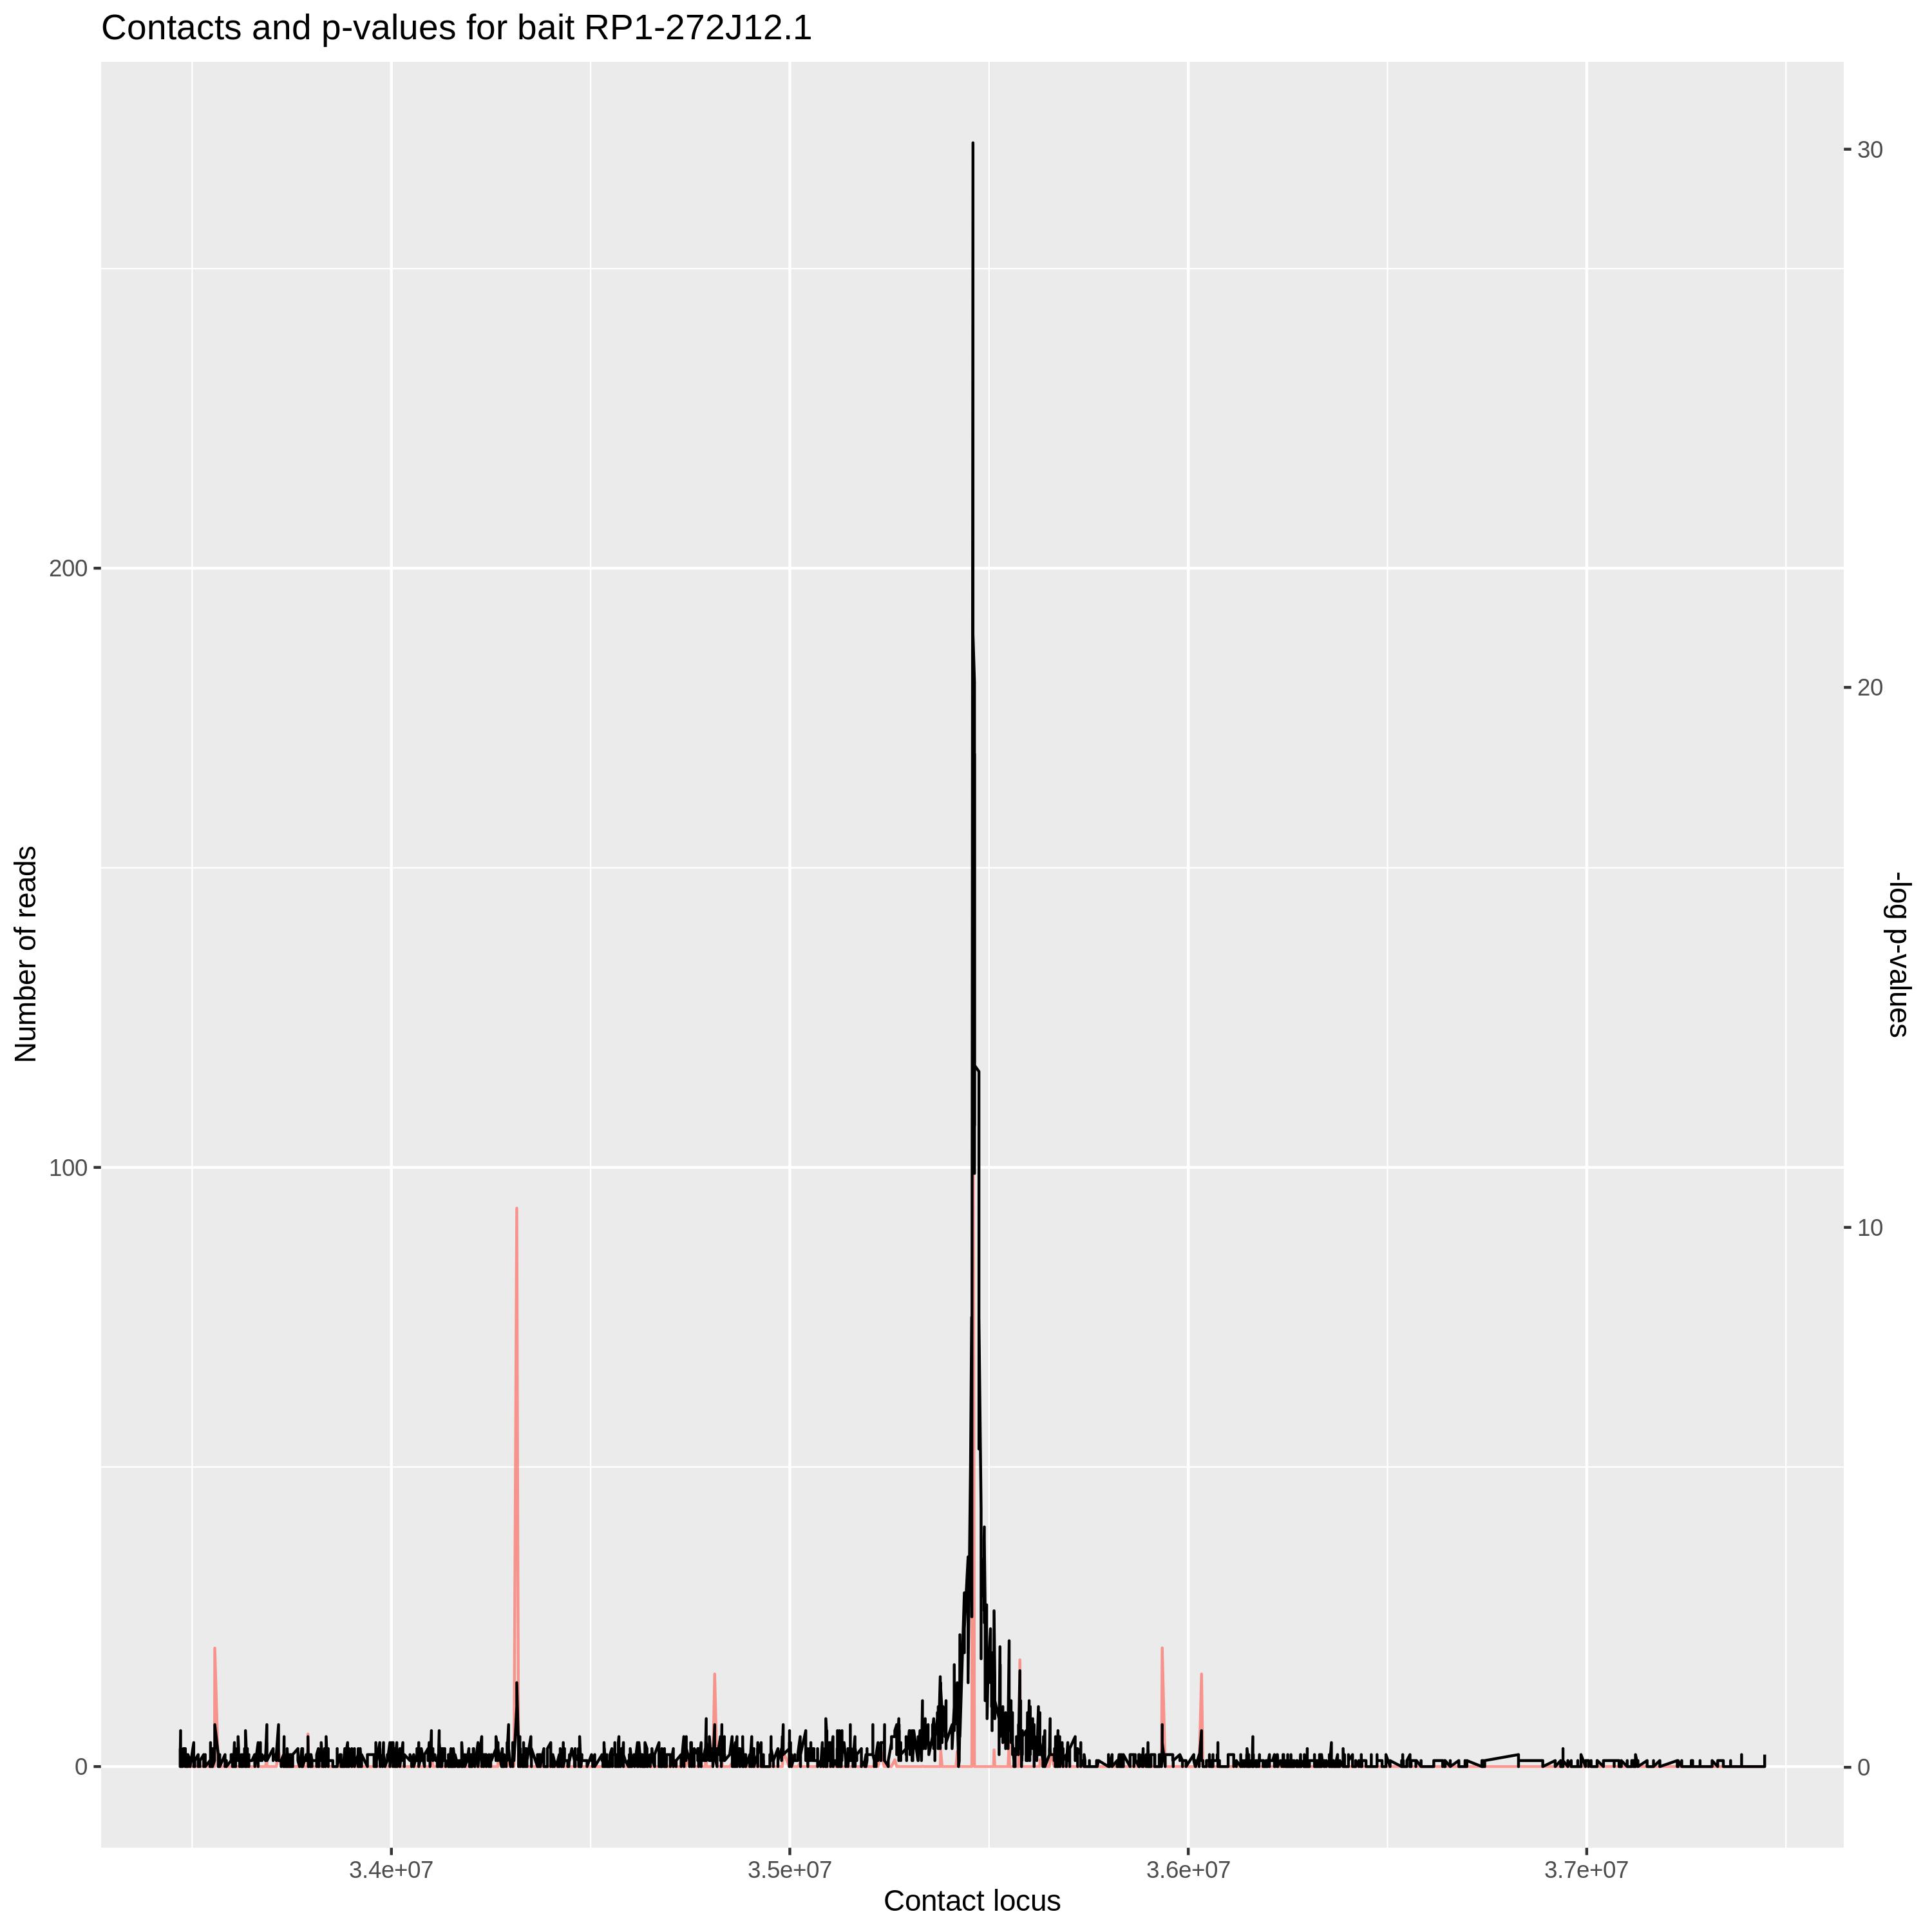 Contacts and p-values for bait RP1-272J12.1
30
200
20
Number of reads
-log p-values
100
10
0
0
3.4e+07
3.5e+07
3.6e+07
3.7e+07
Contact locus